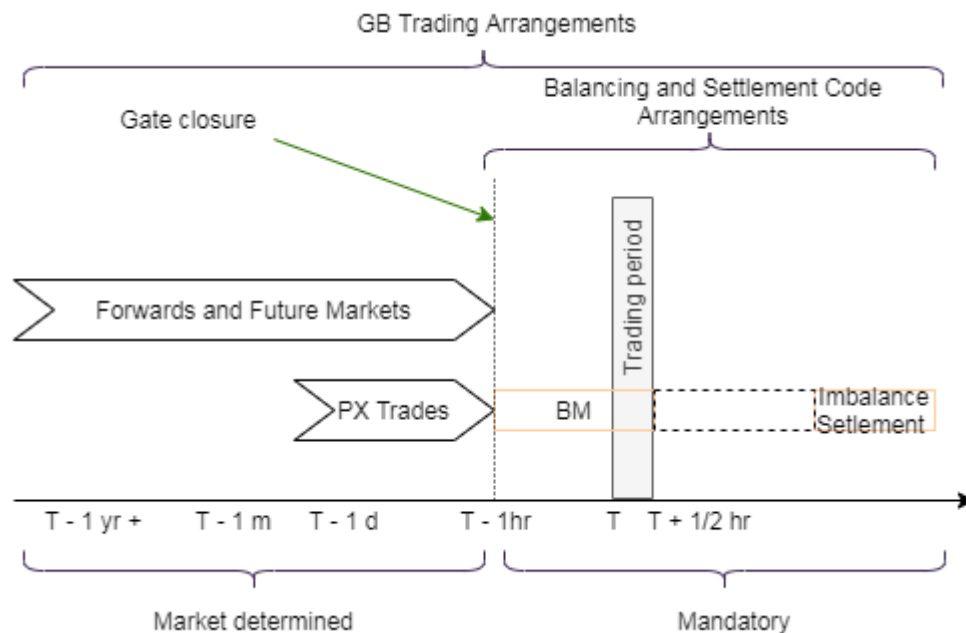 GB Trading Arrangements
Balancing and Settlement Code
Arrangements
Gate closure
Trading period
Forwards and Future Markets
PX Trades
BM
Imbalance
Setlement
T - 1 yr +
T - 1 m
T - 1 d
T - 1hr
T
T + 1/2 hr
Market determined
Mandatory